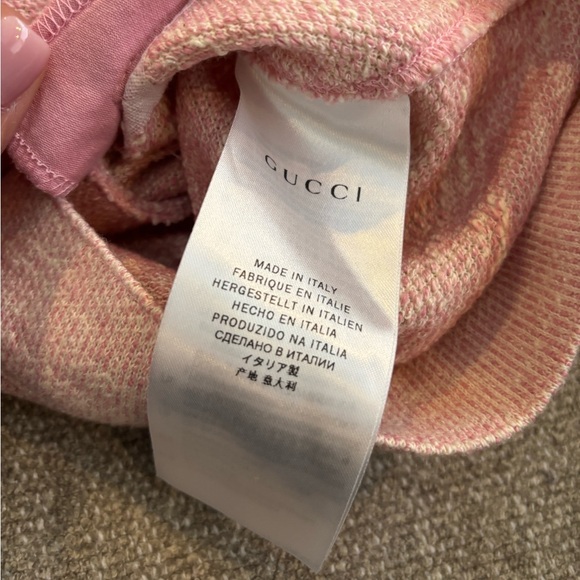 GUCCI
MADE IN ITALY
FABRIQUE EN ITALIE
HERGESTELLT IN ITALIEN
HECHO EN ITALIA
PRODUZIDO NA ITALIA
СДЕЛАНО В ИТАЛИИ
イタリア製
产地 意大利